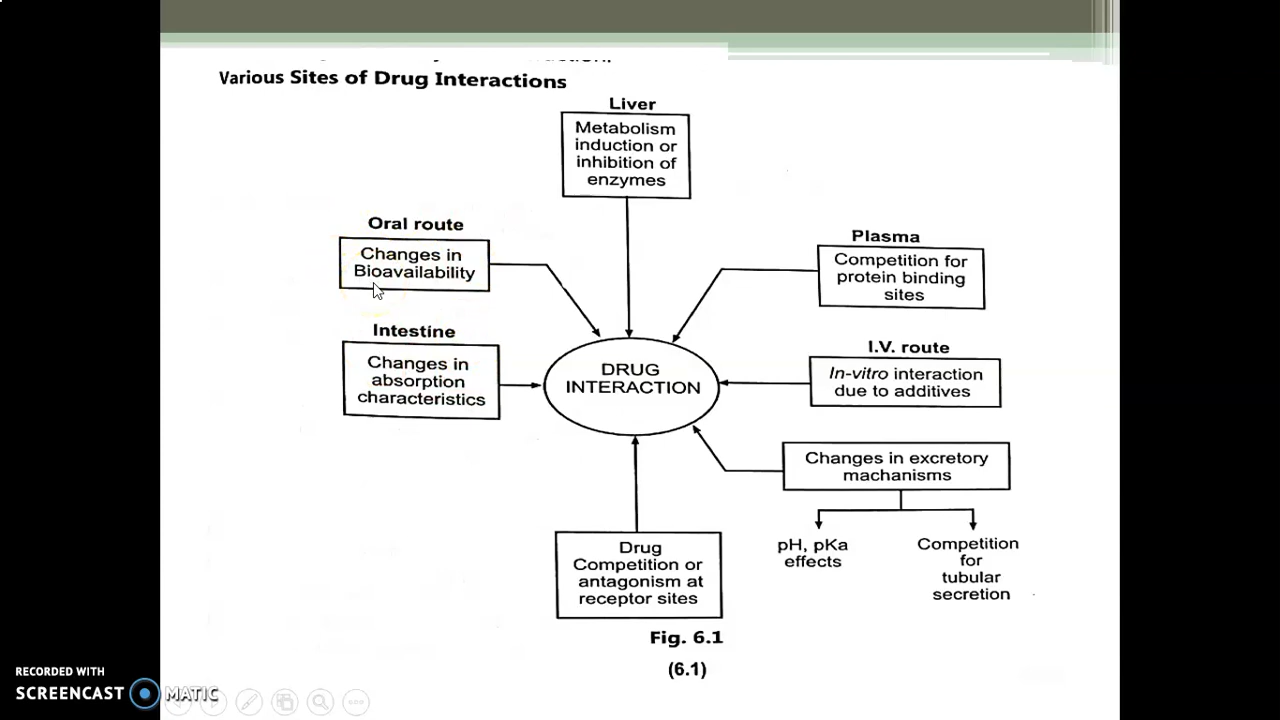 Various Sites of Drug Interactions
Liver
Metabolism
induction or
inhibition of
enzymes
Oral route
Changes in
Bioavailability
Plasma
Competition for
protein binding
sites
Intestine
Changes in
absorption
characteristics
DRUG
INTERACTION
I.V. route
In-vitro interaction
due to additives
Changes in excretory
machanisms
pH, pKa
effects
Competition
for
tubular
secretion
Drug
Competition or
antagonism at
receptor sites
Fig. 6.1
(6.1)
RECORDED WITH
SCREENCAST MATIC